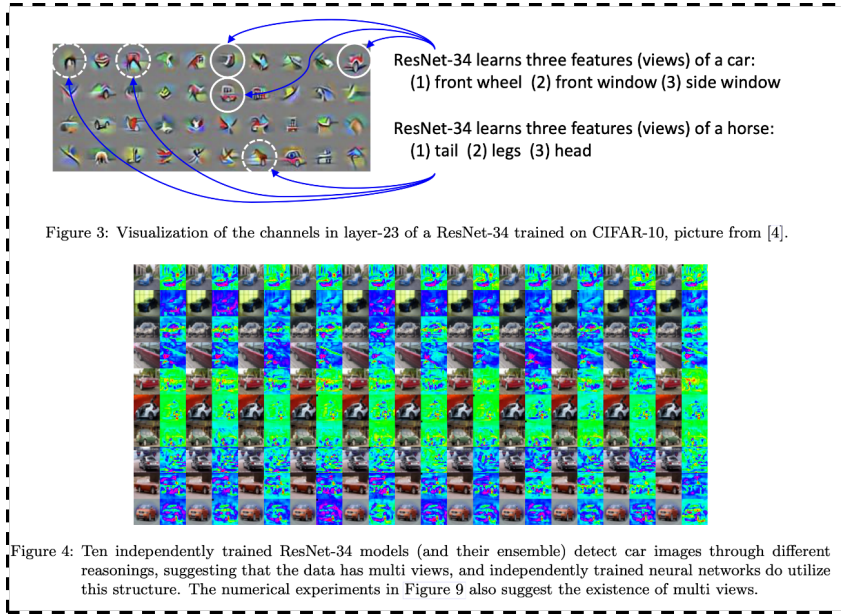 ResNet-34 learns three features (views) of a car:
(1) front wheel (2) front window (3) side window
ResNet-34 learns three features (views) of a horse:
(1) tail (2) legs (3) head
Figure 3: Visualization of the channels in layer-23 of a ResNet-34 trained on CIFAR-10, picture from [4].
Figure 4: Ten independently trained ResNet-34 models (and their ensemble) detect car images through different
reasonings, suggesting that the data has multi views, and independently trained neural networks do utilize
this structure. The numerical experiments in Figure 9 also suggest the existence of multi views.